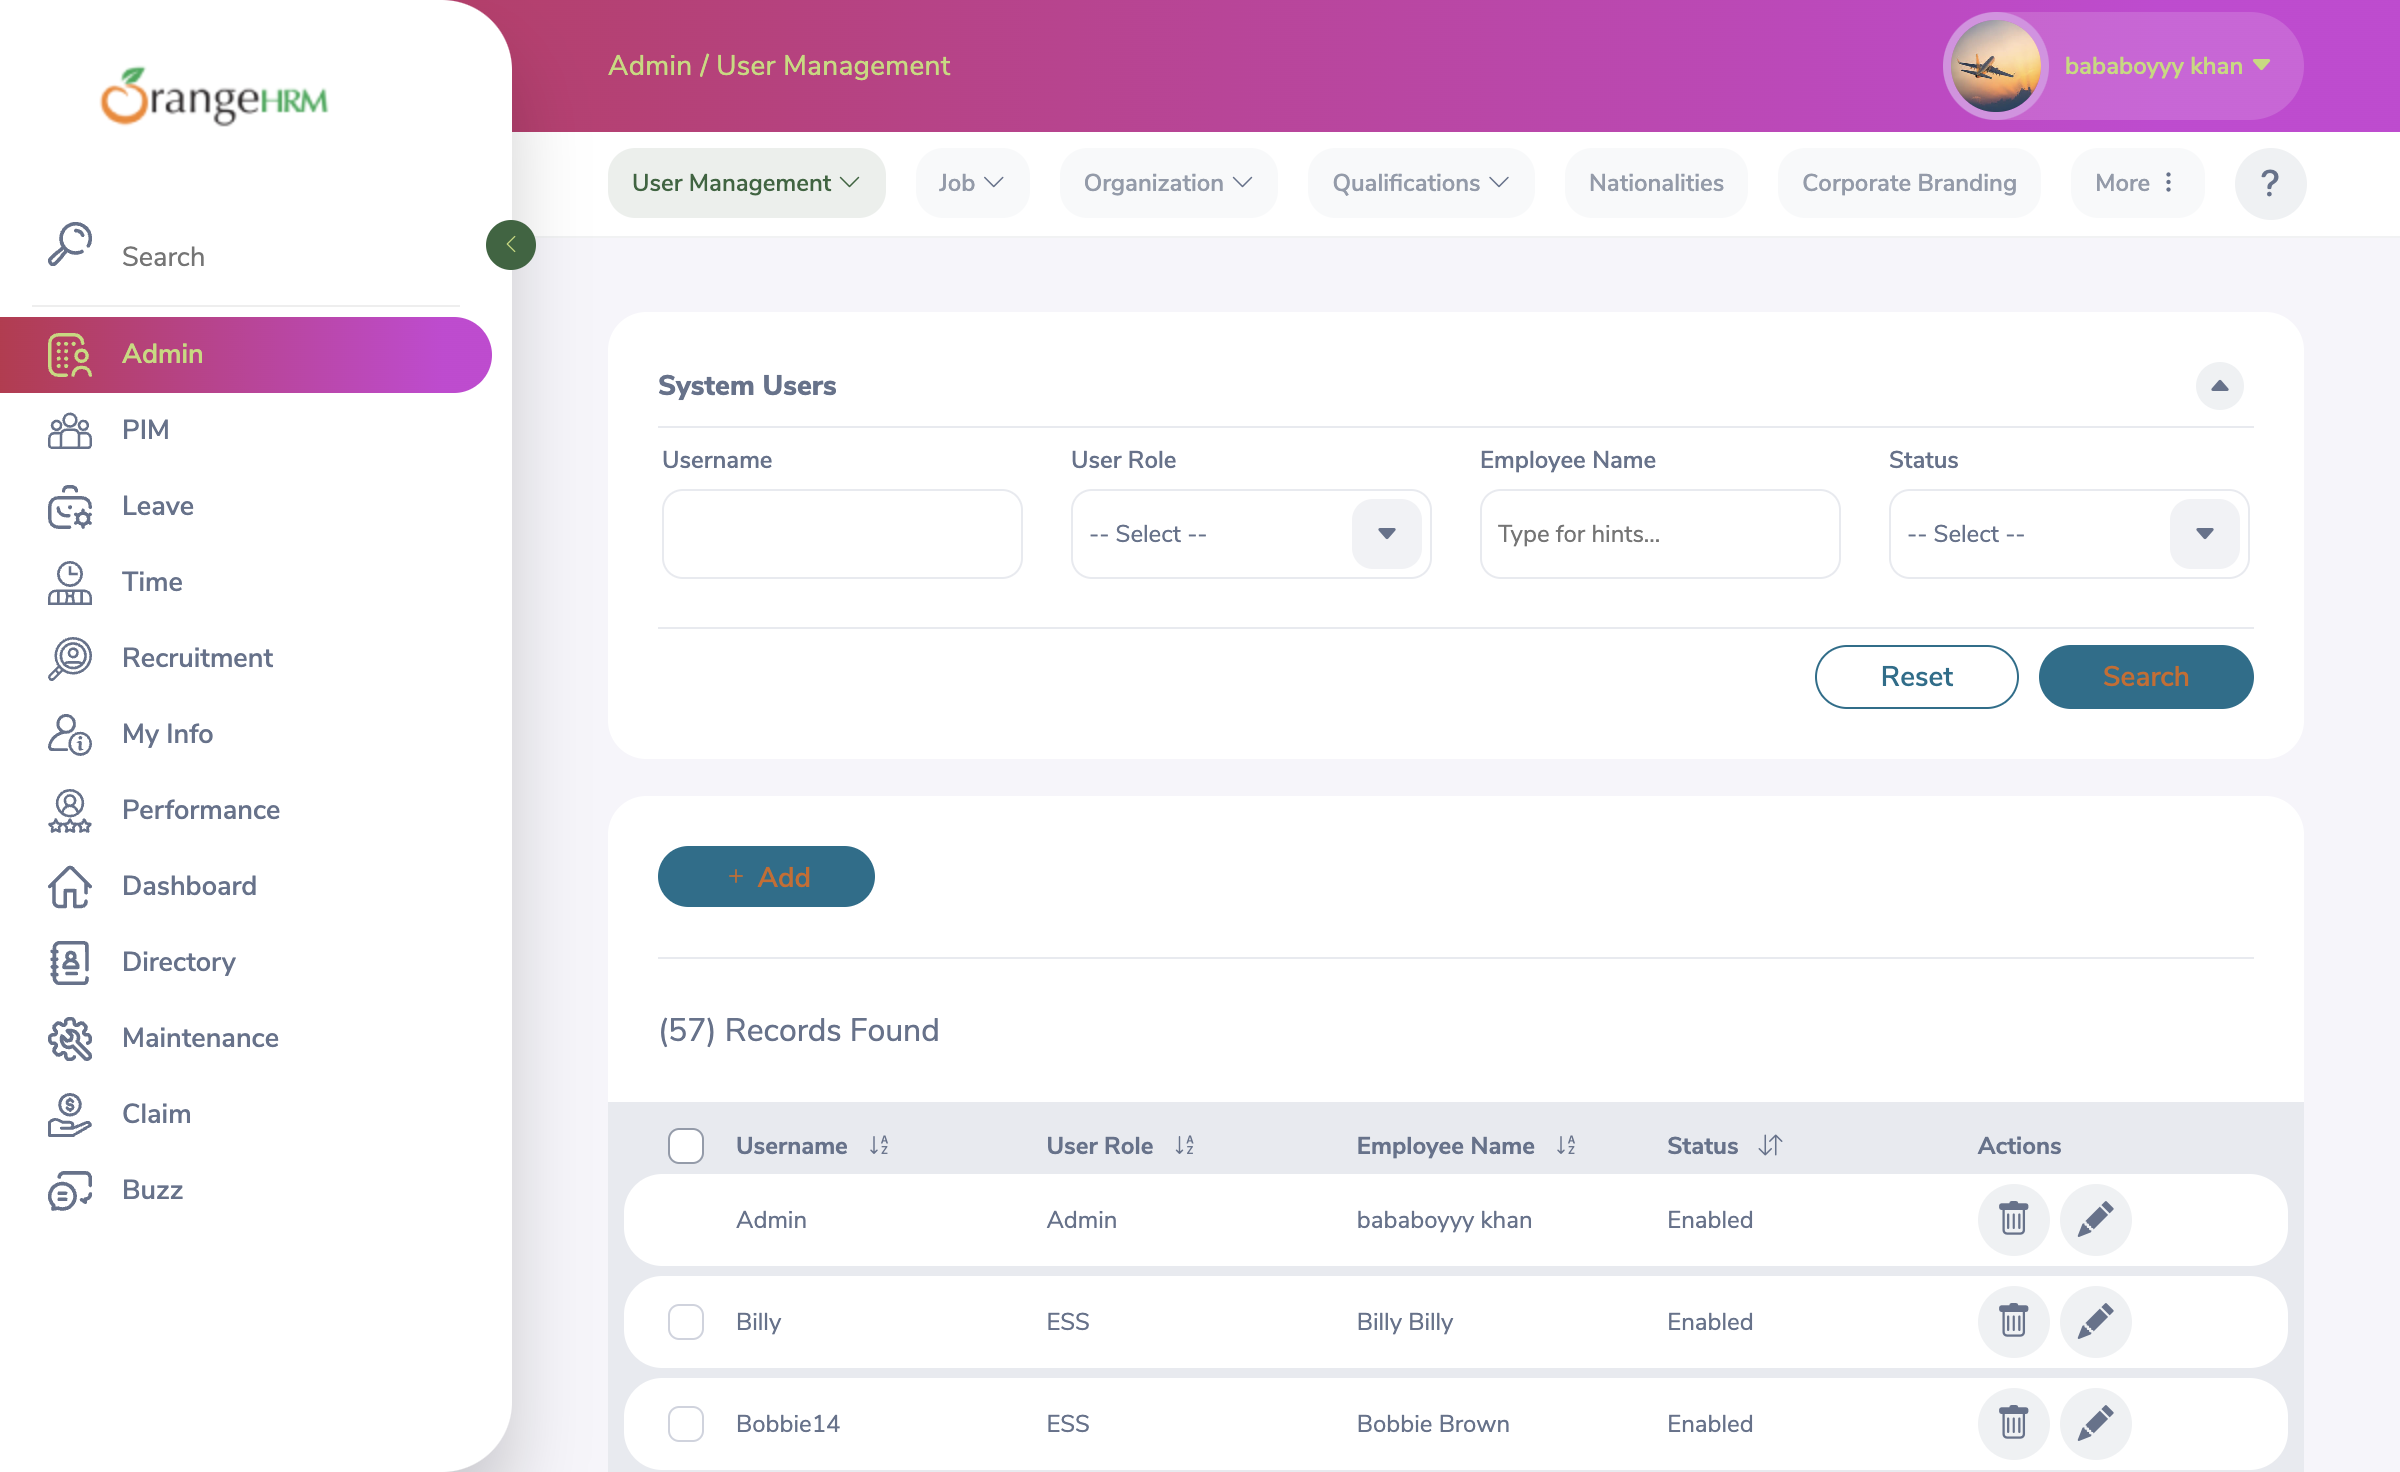 OrangeHRM
Admin / User Management
bababoyyy khan
User Management
Job
Organization
Qualifications
Nationalities
Corporate Branding
More
?
Search
Admin
PIM
Leave
Time
Recruitment
My Info
Performance
Dashboard
Directory
Maintenance
Claim
Buzz
System Users
Username
User Role
Employee Name
Status
-- Select --
Type for hints...
-- Select --
Reset
Search
+ Add
(57) Records Found
Username
User Role
Employee Name
Status
Actions
Admin
Admin
bababoyyy khan
Enabled
Billy
ESS
Billy Billy
Enabled
Bobbie14
ESS
Bobbie Brown
Enabled